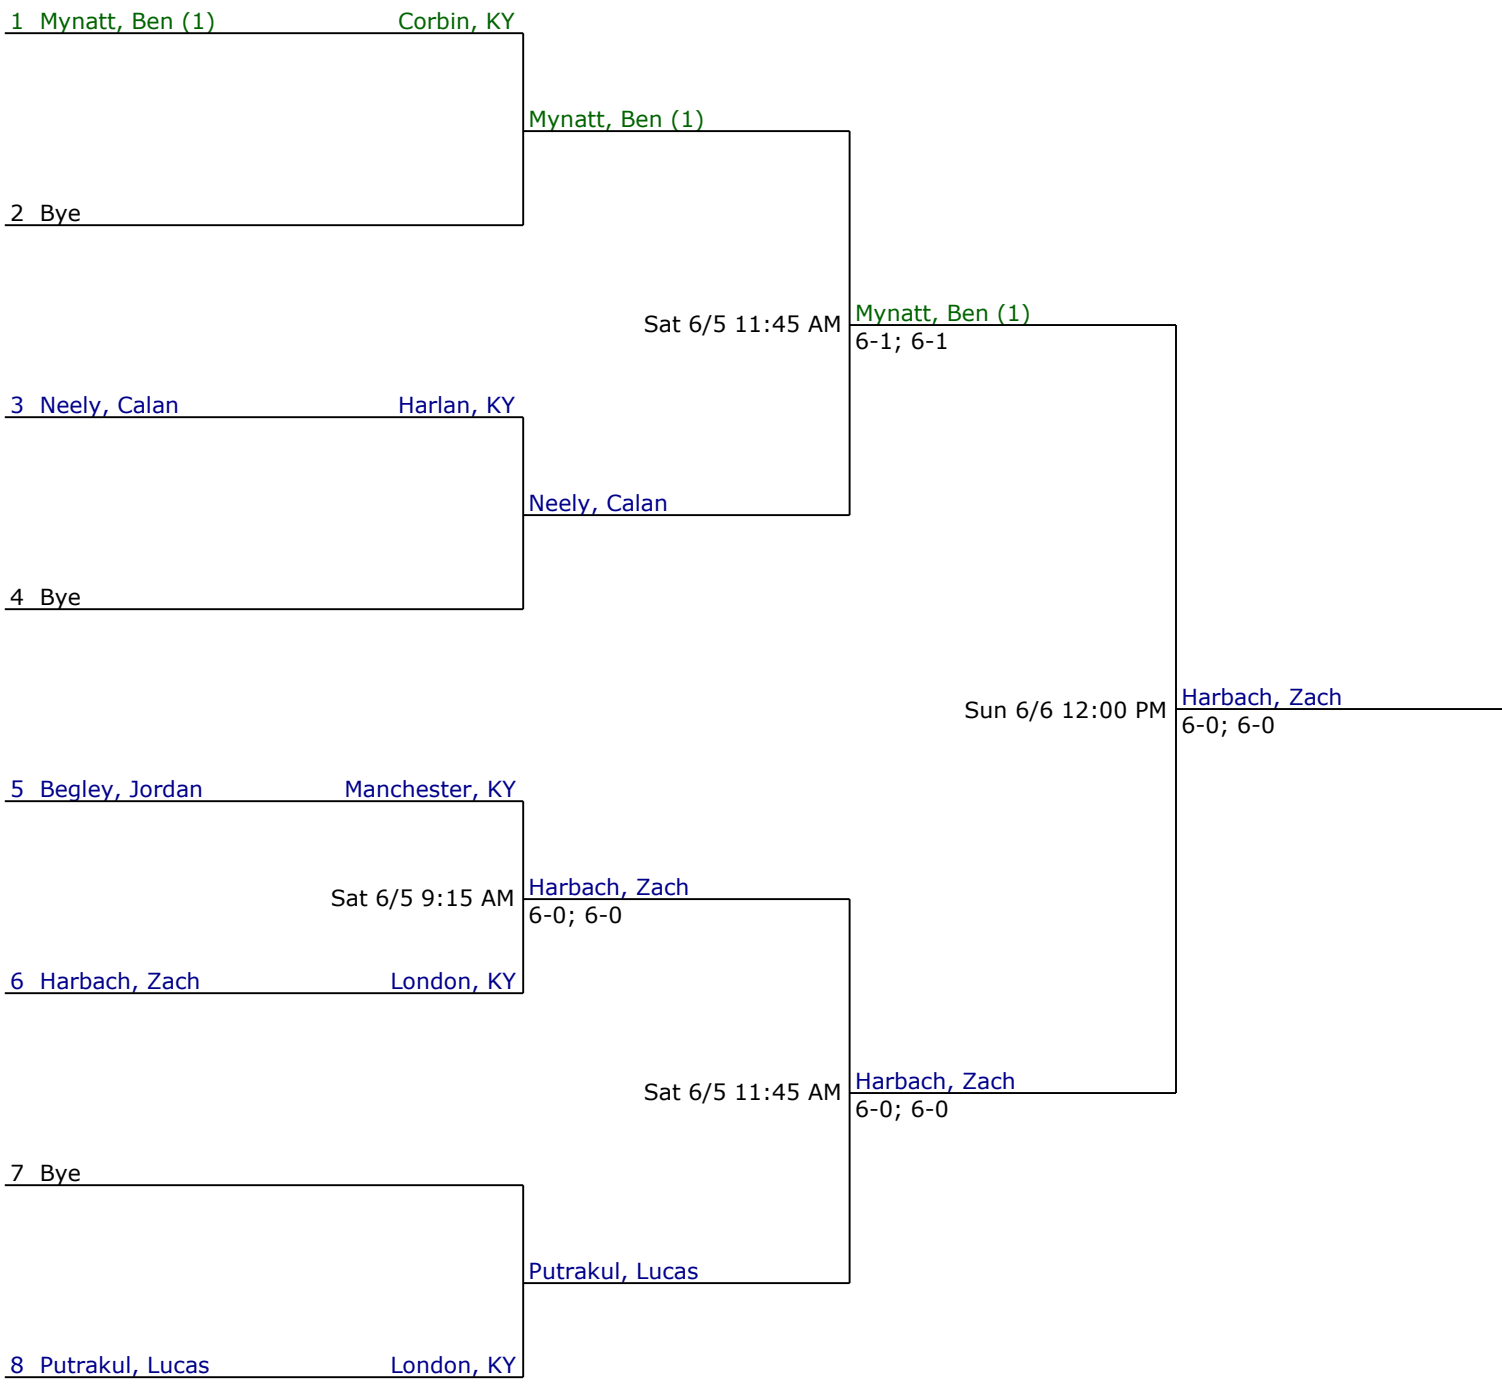 1 Mynatt, Ben (1) Corbin, KY
Mynatt, Ben (1)
2 Bye
Sat 6/5 11:45 AM
Mynatt, Ben (1)
6-1; 6-1
3 Neely, Calan Harlan, KY
Neely, Calan
4 Bye
Sun 6/6 12:00 PM
Harbach, Zach
6-0; 6-0
5 Begley, Jordan Manchester, KY
Sat 6/5 9:15 AM
Harbach, Zach
6-0; 6-0
6 Harbach, Zach London, KY
Sat 6/5 11:45 AM
Harbach, Zach
6-0; 6-0
7 Bye
Putrakul, Lucas
8 Putrakul, Lucas London, KY